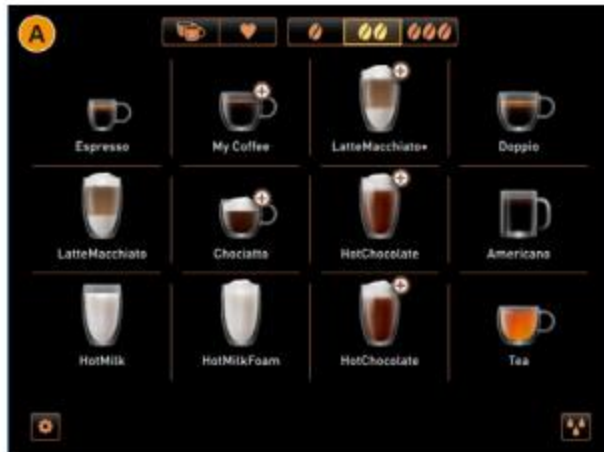 A
Espresso
My Coffee
LatteMacchiato+
Doppio
LatteMacchiato
Chociatto
HotChocolate
Americano
HotMilk
HotMilkFoam
HotChocolate
Tea